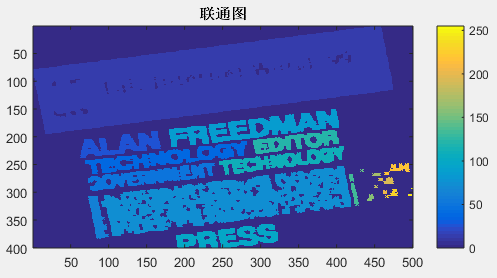 联通图
50
100
150
200
250
300
350
400
50 100 150 200 250 300 350 400 450 500
250
200
150
100
50
0
ALAN FREEDMAN
TECHNOLOGY EDITOR
GOVERNMENT TECHNOLOGY
PRESS